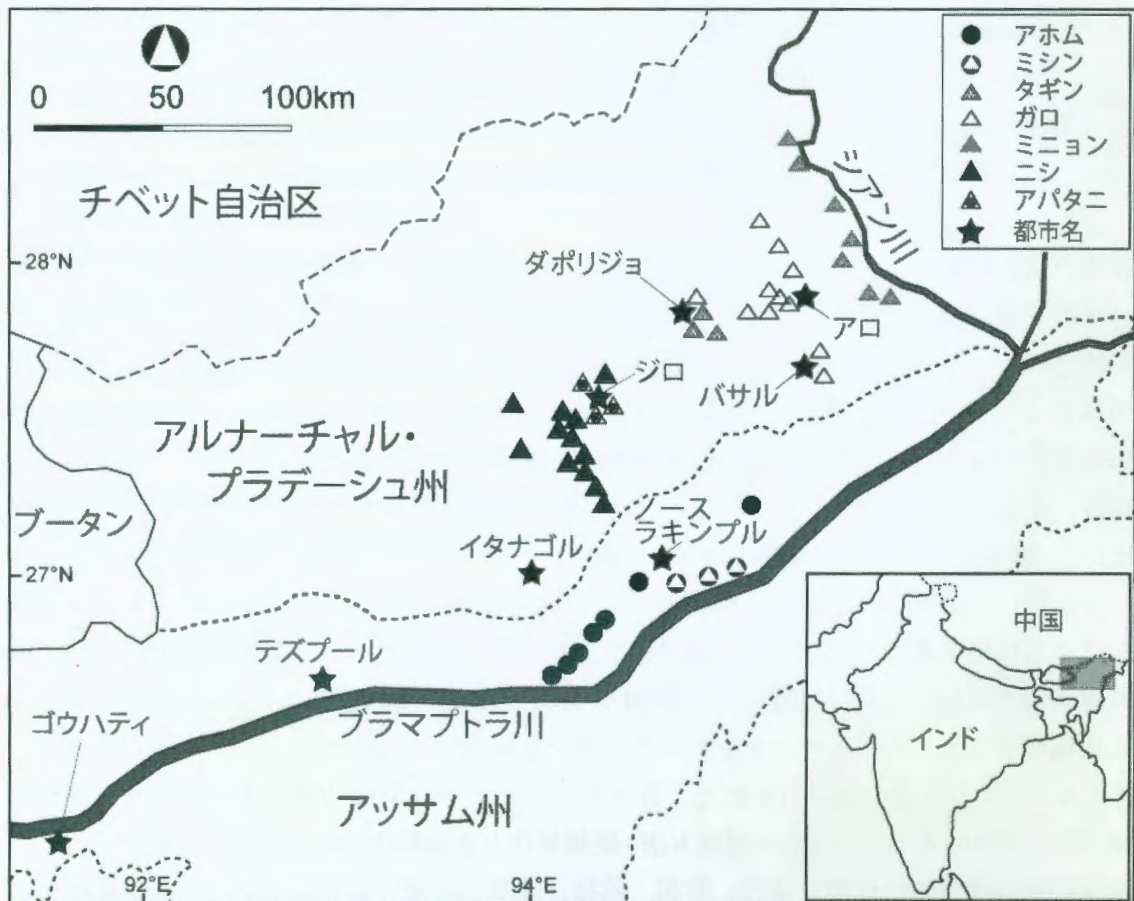 0 50 100km
アホム
ミシン
タギン
ガロ
ミニョン
ニシ
アパタニ
都市名
チベット自治区
シアン川
28°N
ダポリジョ
アロ
ジロ
バサル
アルナーチャル・
プラデーシュ州
ブータン
ノース
ラキンプル
イタナゴル
27°N
テズプール
ゴウハティ
ブラマプトラ川
アッサム州
92°E
94°E
中国
インド